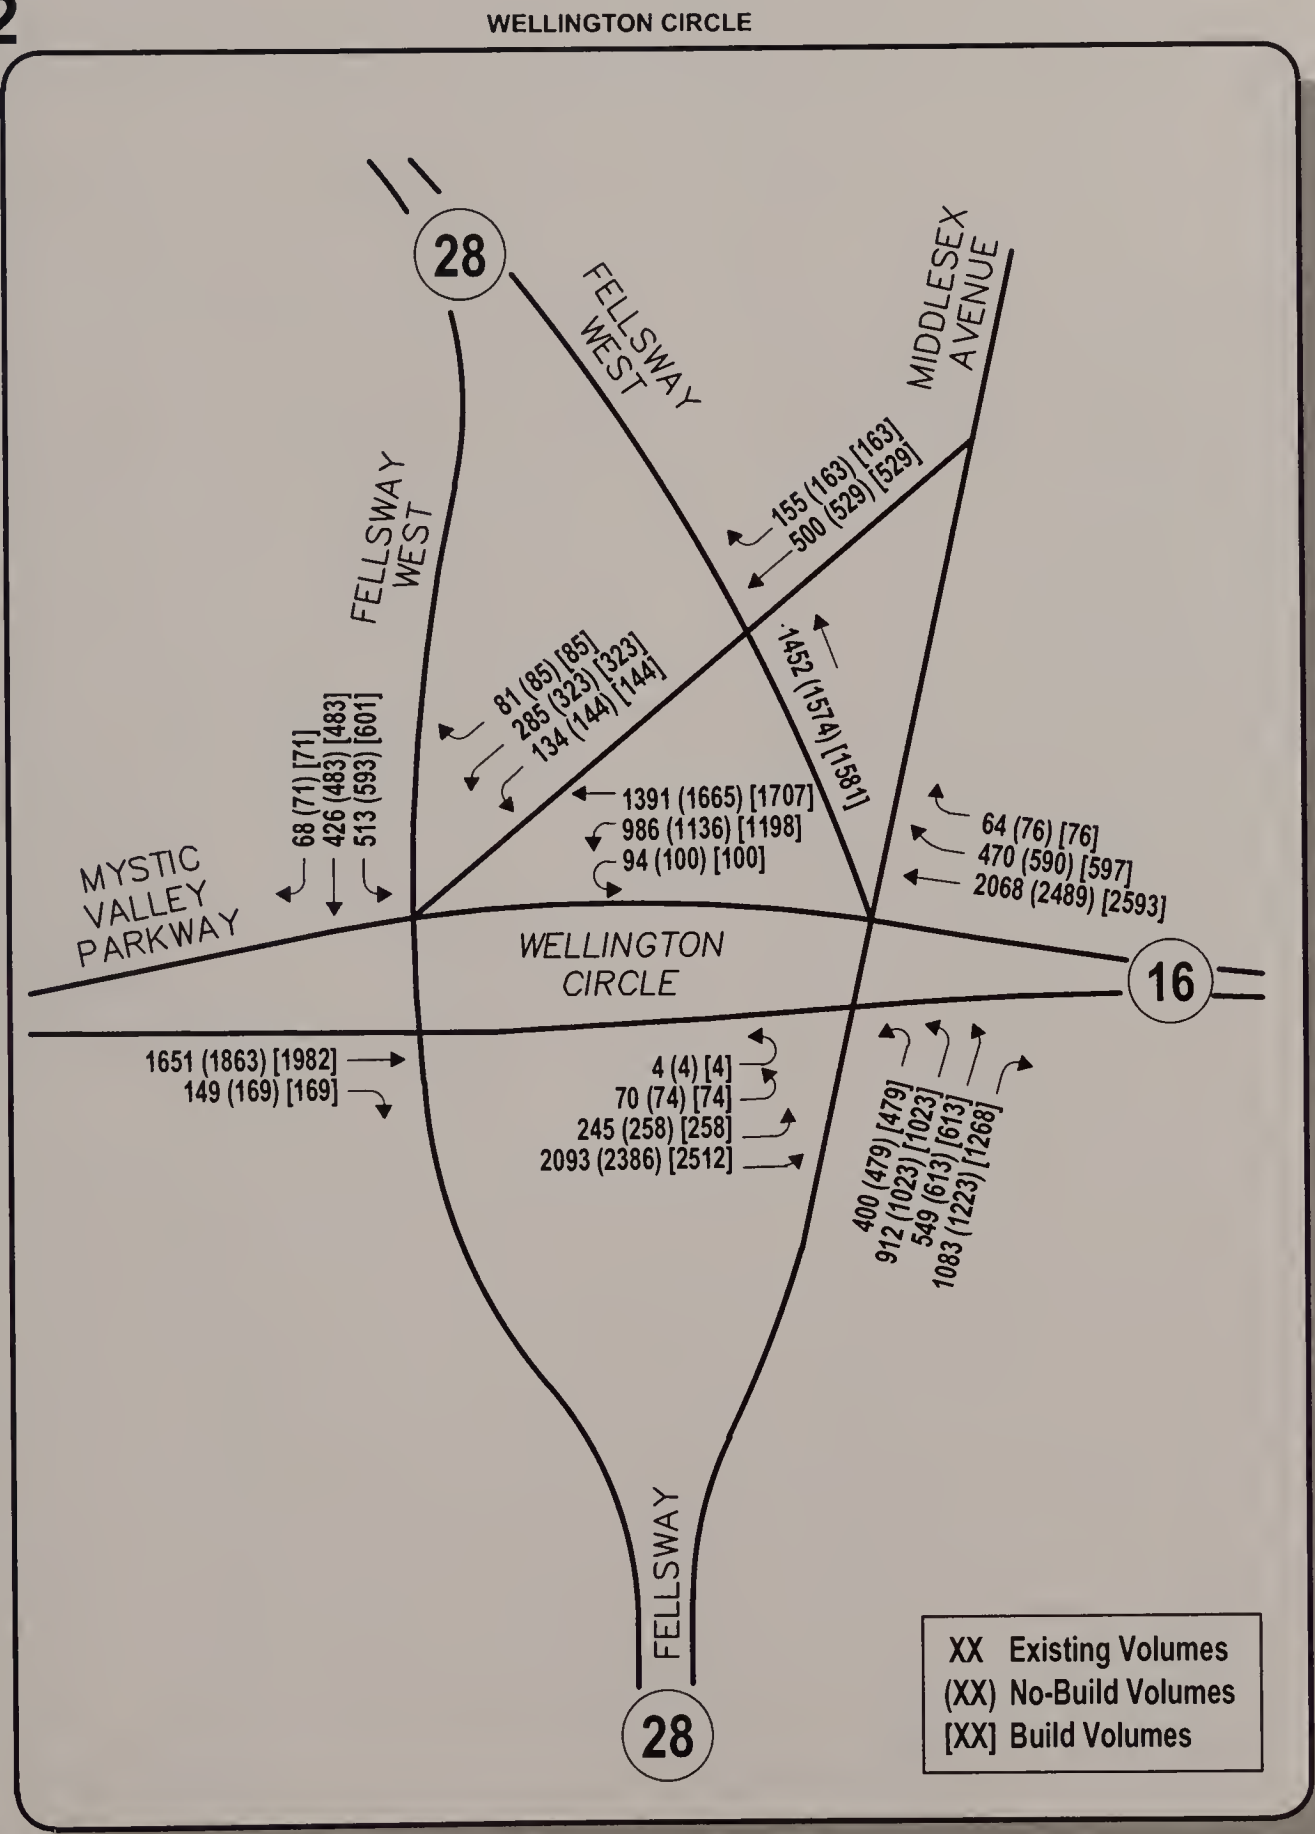 2
WELLINGTON CIRCLE
28
FELLSWAY
WEST
MIDDLESEX
AVENUE
FELLSWAY
WEST
155 (163) [163]
500 (529) [529]
81 (85) [85]
285 (323) [323]
134 (144) [144]
1452 (1574) [1581]
68 (71) [71]
426 (483) [483]
513 (593) [601]
1391 (1665) [1707]
986 (1136) [1198]
94 (100) [100]
64 (76) [76]
470 (590) [597]
2068 (2489) [2593]
MYSTIC
VALLEY
PARKWAY
WELLINGTON
CIRCLE
16
1651 (1863) [1982]
149 (169) [169]
4 (4) [4]
70 (74) [74]
245 (258) [258]
2093 (2386) [2512]
400 (479) [479]
912 (1023) [1023]
549 (613) [613]
1083 (1223) [1268]
FELLSWAY
28
XX Existing Volumes
(XX) No-Build Volumes
[XX] Build Volumes